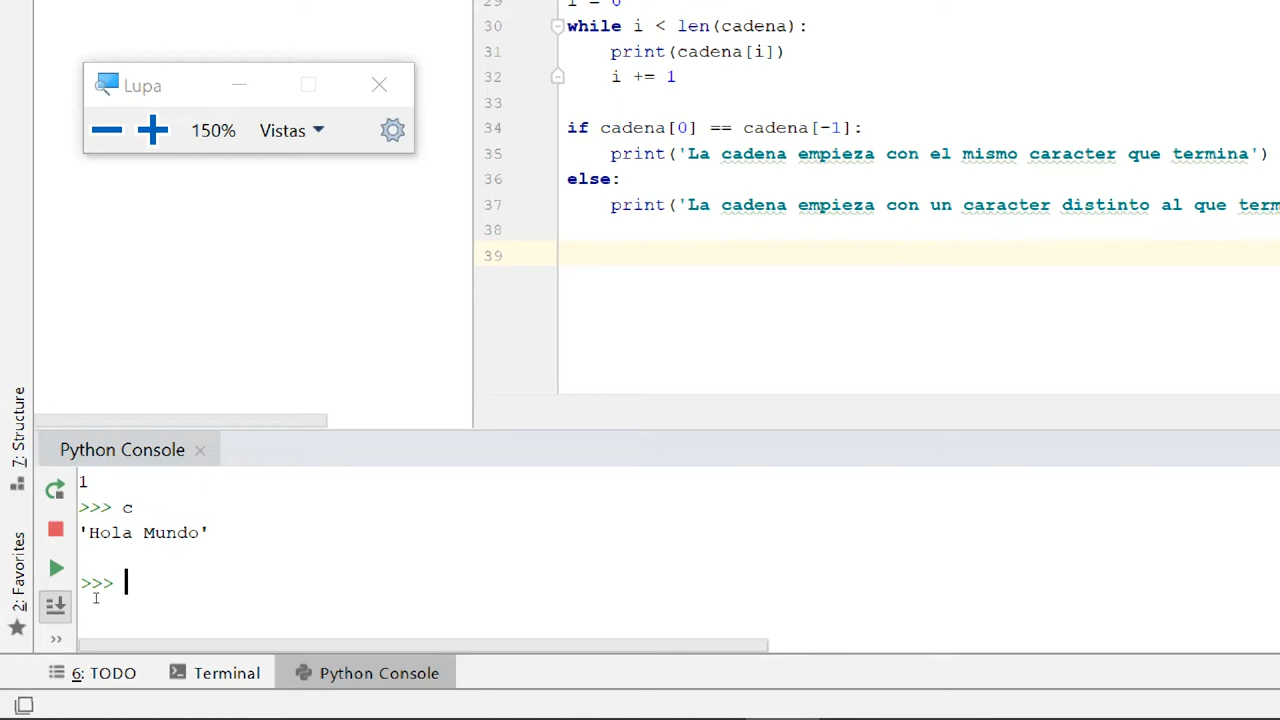 29 i = 0
30 while i < len(cadena):
31 print(cadena[i])
32 i += 1
33
34 if cadena[0] == cadena[-1]:
35 print('La cadena empieza con el mismo caracter que termina')
36 else:
37 print('La cadena empieza con un caracter distinto al que term
38
39
Lupa
150% Vistas
7: Structure
2: Favorites
Python Console
1
>>> c
'Hola Mundo'
>>>
6: TODO Terminal Python Console